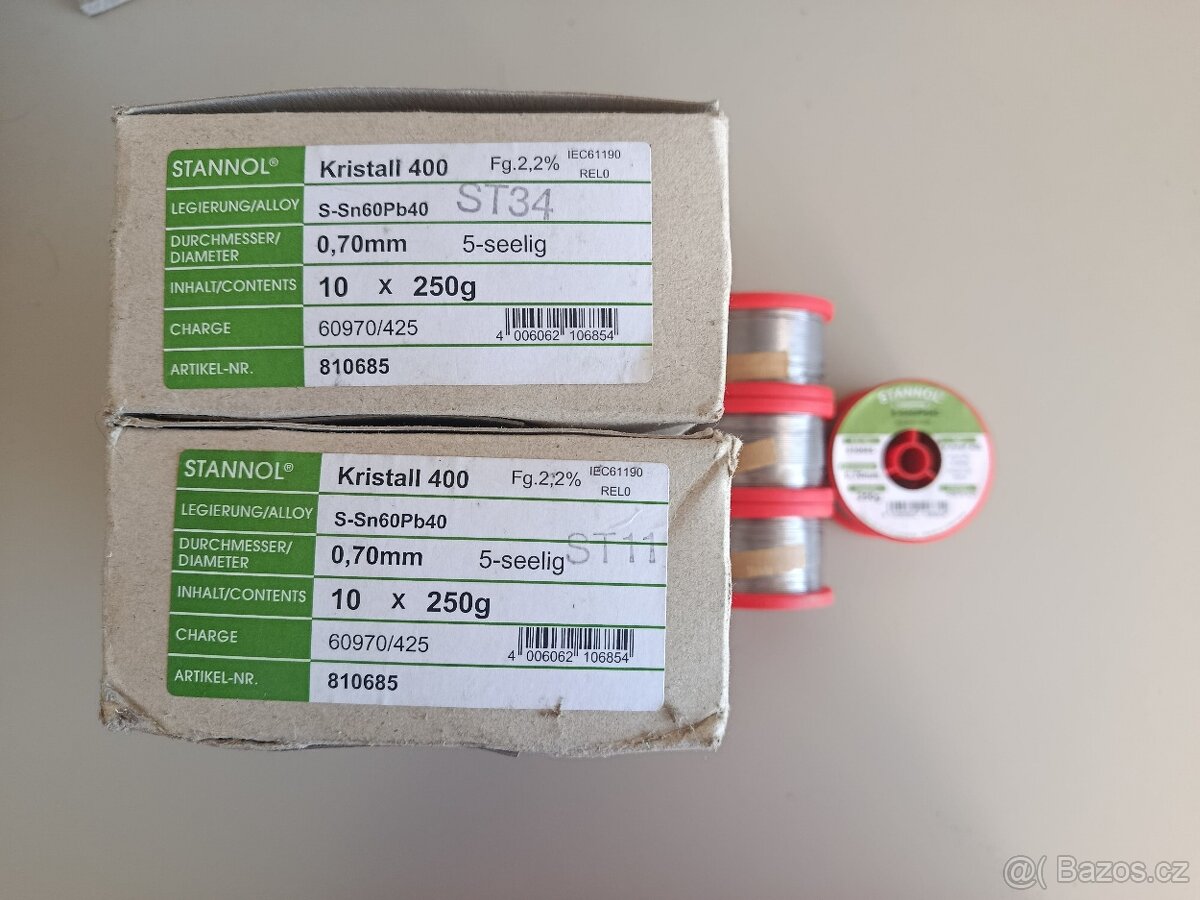 STANNOL® Kristall 400 Fg.2,2% IEC61190
REL0
LEGIERUNG/ALLOY S-Sn60Pb40 ST34
DURCHMESSER/
DIAMETER 0,70mm 5-seelig
INHALT/CONTENTS 10 x 250g
CHARGE 60970/425 4 006062 106854
ARTIKEL-NR. 810685
STANNOL® Kristall 400 Fg.2,2% IEC61190
REL0
LEGIERUNG/ALLOY S-Sn60Pb40
DURCHMESSER/
DIAMETER 0,70mm 5-seelig ST11
INHALT/CONTENTS 10 x 250g
CHARGE 60970/425 4 006062 106854
ARTIKEL-NR. 810685
STANNOL
250g
@( Bazos.cz